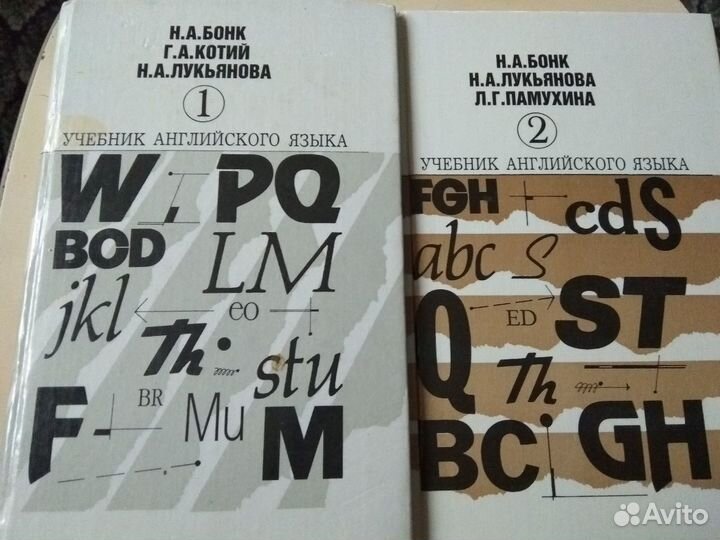 Н.А.БОНК
Г.А.КОТИЙ
Н.А.ЛУКЬЯНОВА
1
УЧЕБНИК АНГЛИЙСКОГО ЯЗЫКА
W PQ
BOD
LM
jkl
eo
Th
stu
BR
F
Mu
M
Н.А.БОНК
Н.А.ЛУКЬЯНОВА
Л.Г.ПАМУХИНА
2
УЧЕБНИК АНГЛИЙСКОГО ЯЗЫКА
FGH
cdS
abc
S
Q
ED
ST
Th
BC
GH
Avito